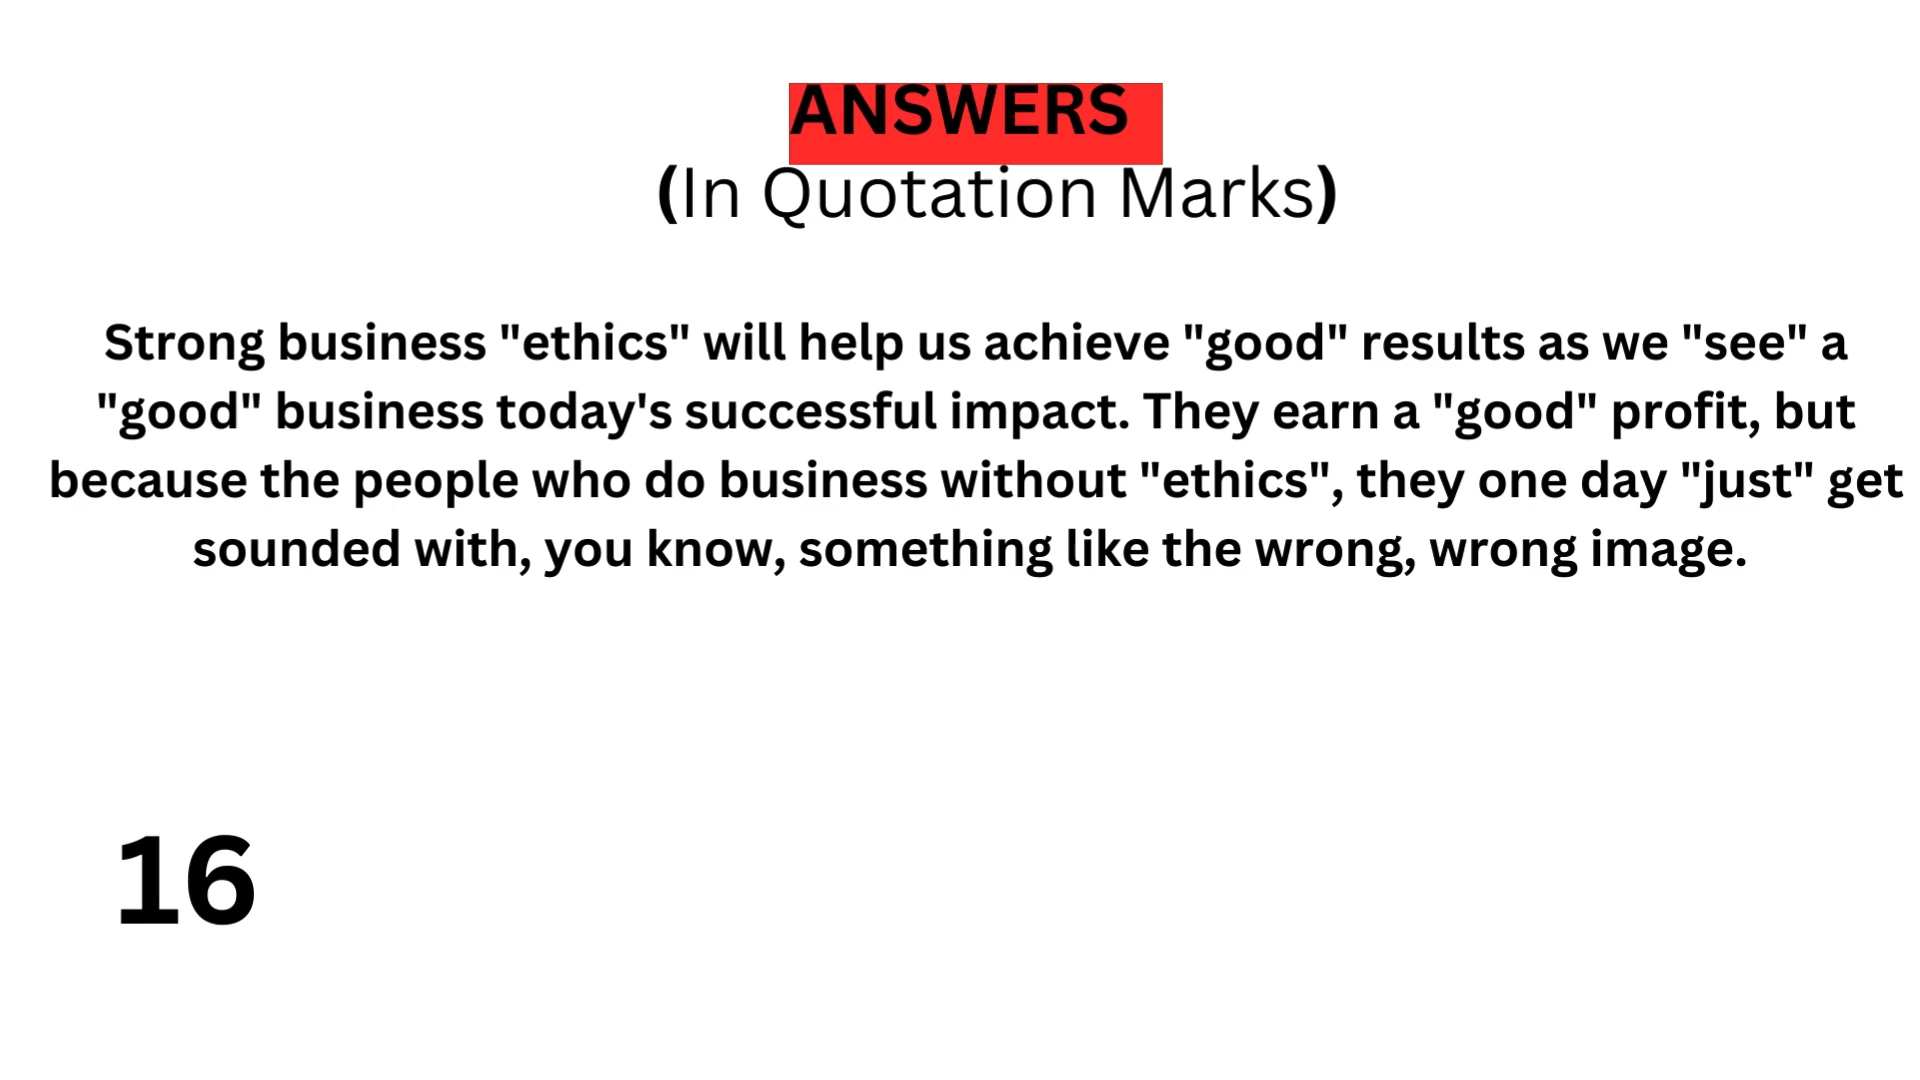 ANSWERS
(In Quotation Marks)
Strong business "ethics" will help us achieve "good" results as we "see" a
"good" business today's successful impact. They earn a "good" profit, but
because the people who do business without "ethics", they one day "just" get
sounded with, you know, something like the wrong, wrong image.
16